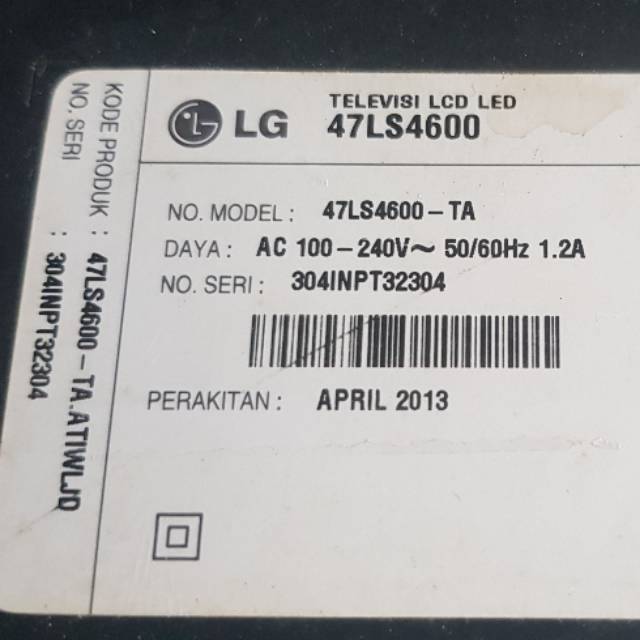 LG
TELEVISI LCD LED
47LS4600
NO. MODEL : 47LS4600-TA
DAYA : AC 100-240V~ 50/60Hz 1.2A
NO. SERI : 304INPT32304
PERAKITAN : APRIL 2013
KODE PRODUK : 47LS4600-TA.ATIWLJD
NO. SERI : 304INPT32304